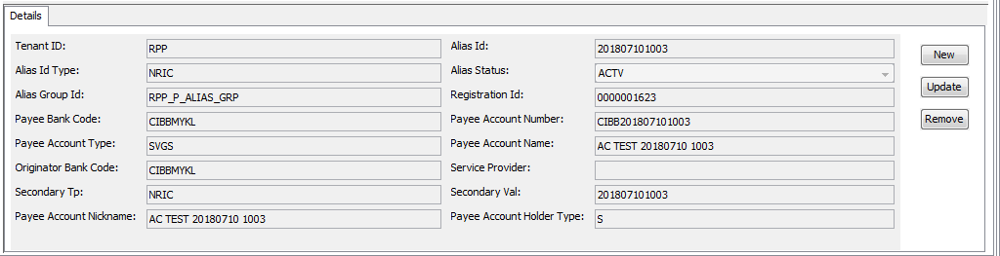 Details
Tenant ID: RPP Alias Id: 201807101003 New
Alias Id Type: NRIC Alias Status: ACTV
Update
Alias Group Id: RPP_P_ALIAS_GRP Registration Id: 0000001623
Payee Bank Code: CIBBMYKL Payee Account Number: CIBB201807101003 Remove
Payee Account Type: SVGS Payee Account Name: AC TEST 20180710 1003
Originator Bank Code: CIBBMYKL Service Provider:
Secondary Tp: NRIC Secondary Val: 201807101003
Payee Account Nickname: AC TEST 20180710 1003 Payee Account Holder Type: S